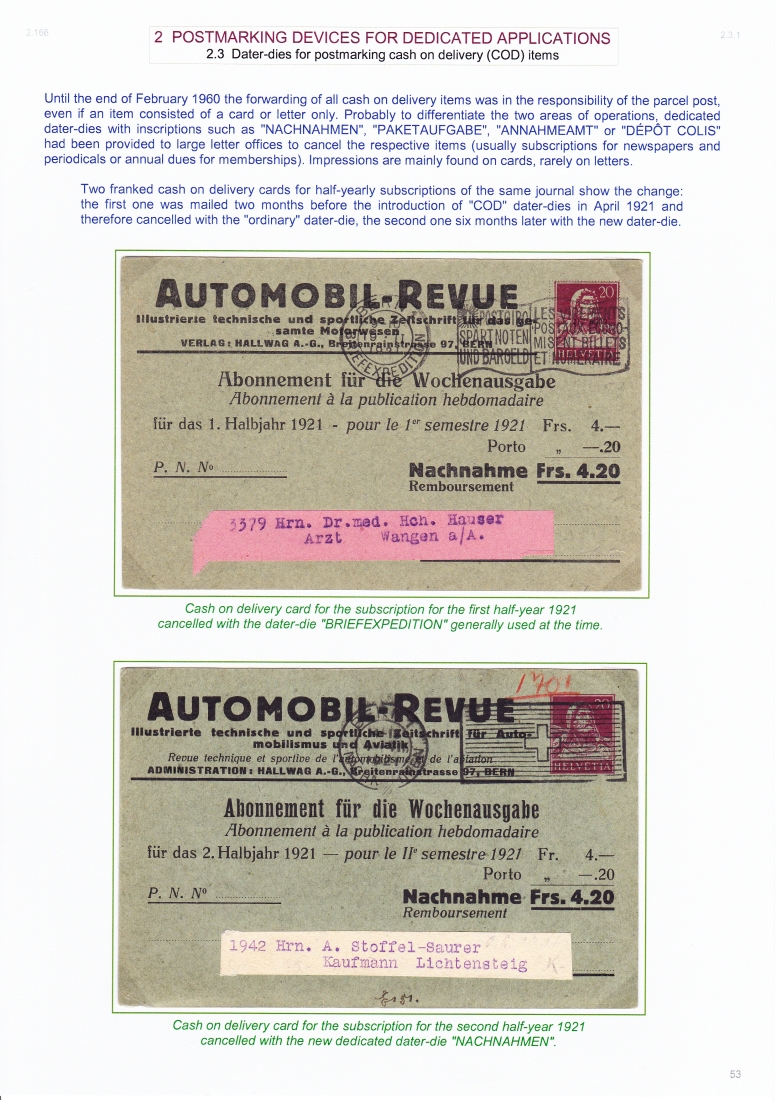 2.168
2.3.1
2 POSTMARKING DEVICES FOR DEDICATED APPLICATIONS
2.3 Dater-dies for postmarking cash on delivery (COD) items
Until the end of February 1960 the forwarding of all cash on delivery items was in the responsibility of the parcel post,
even if an item consisted of a card or letter only. Probably to differentiate the two areas of operations, dedicated
dater-dies with inscriptions such as "NACHNAHMEN", "PAKETAUFGABE", "ANNAHMEAMT" or "DÉPÔT COLIS"
had been provided to large letter offices to cancel the respective items (usually subscriptions for newspapers and
periodicals or annual dues for memberships). Impressions are mainly found on cards, rarely on letters.
Two franked cash on delivery cards for half-yearly subscriptions of the same journal show the change:
the first one was mailed two months before the introduction of "COD" dater-dies in April 1921 and
therefore cancelled with the "ordinary" dater-die, the second one six months later with the new dater-die.
AUTOMOBIL-REVUE
Illustrierte technische und sportliche Zeitschrift für das ge-
samte Motorwesen
VERLAG: HALLWAG A.-G., Breitenrainstrasse 97, BERN
BRIEFEXPEDITION
POSTGIRO
SPART NOTEN
UND BARGELD
20
HELVETIA
Abonnement für die Wochenausgabe
Abonnement à la publication hebdomadaire
für das 1. Halbjahr 1921 - pour le 1er semestre 1921 Frs. 4.—
Porto „ —.20
P. N. No
Nachnahme Frs. 4.20
Remboursement
3379 Hrn. Dr.med. Hch. Hauser
Arzt Wangen a/A.
Cash on delivery card for the subscription for the first half-year 1921
cancelled with the dater-die "BRIEFEXPEDITION" generally used at the time.
AUTOMOBIL-REVUE
Illustrierte technische und sportliche Zeitschrift für Auto-
mobilismus und Aviatik
Revue technique et sportive de l'automobilisme et de l'aviation
ADMINISTRATION: HALLWAG A.-G., Breitenrainstrasse 97, BERN
20
HELVETIA
Abonnement für die Wochenausgabe
Abonnement à la publication hebdomadaire
für das 2. Halbjahr 1921 — pour le IIe semestre 1921 Fr. 4.—
Porto „ —.20
P. N. No
Nachnahme Frs. 4.20
Remboursement
1942 Hrn. A. Stoffel-Saurer
Kaufmann Lichtensteig K-
Cash on delivery card for the subscription for the second half-year 1921
cancelled with the new dedicated dater-die "NACHNAHMEN".
53